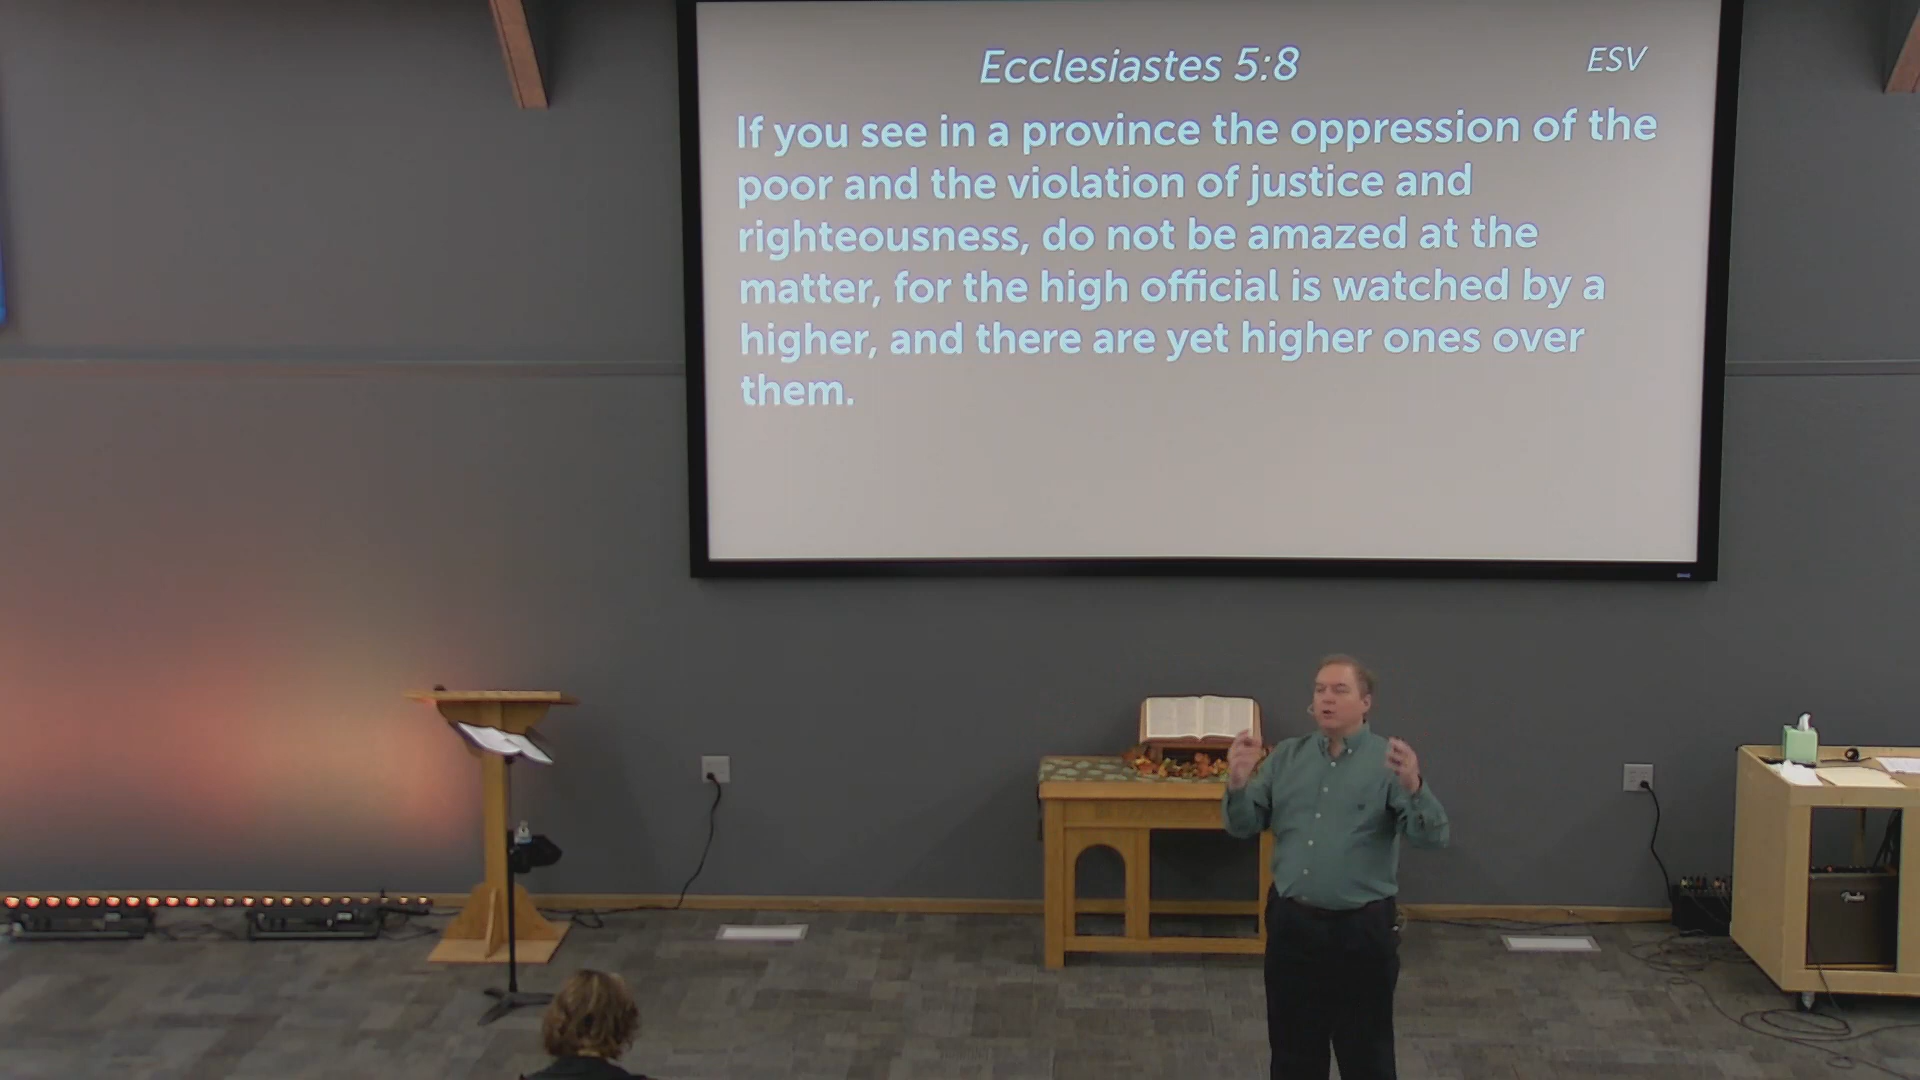 Ecclesiastes 5:8
ESV
If you see in a province the oppression of the
poor and the violation of justice and
righteousness, do not be amazed at the
matter, for the high official is watched by a
higher, and there are yet higher ones over
them.